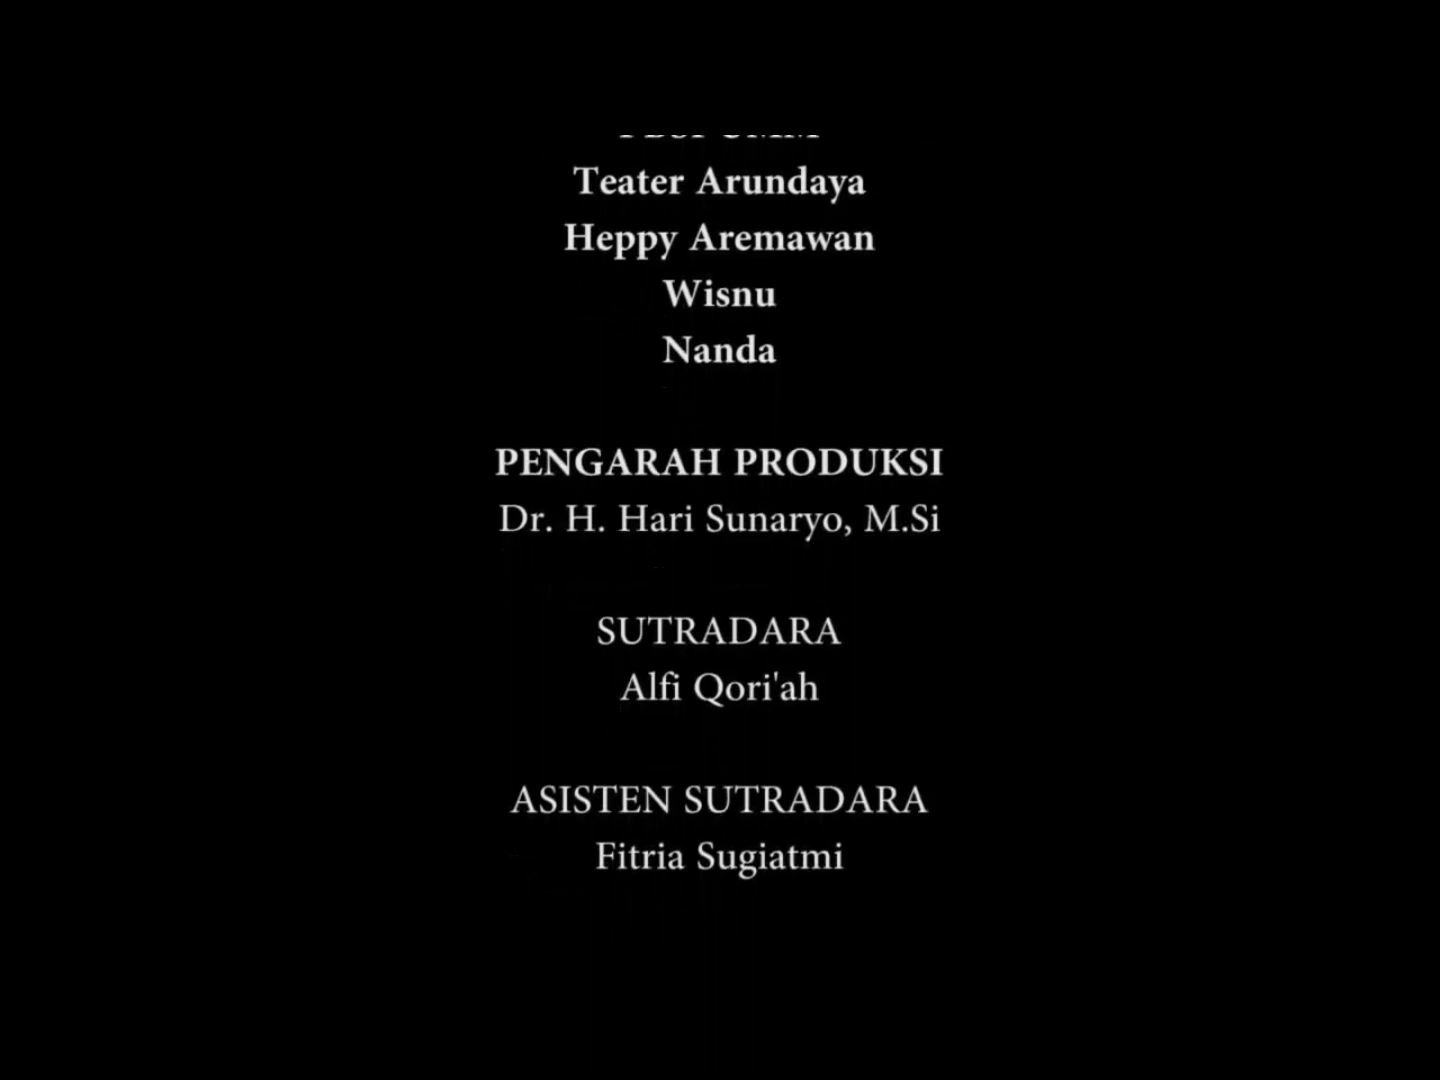 Teater Arundaya
Heppy Aremawan
Wisnu
Nanda
PENGARAH PRODUKSI
Dr. H. Hari Sunaryo, M.Si
SUTRADARA
Alfi Qori'ah
ASISTEN SUTRADARA
Fitria Sugiatmi